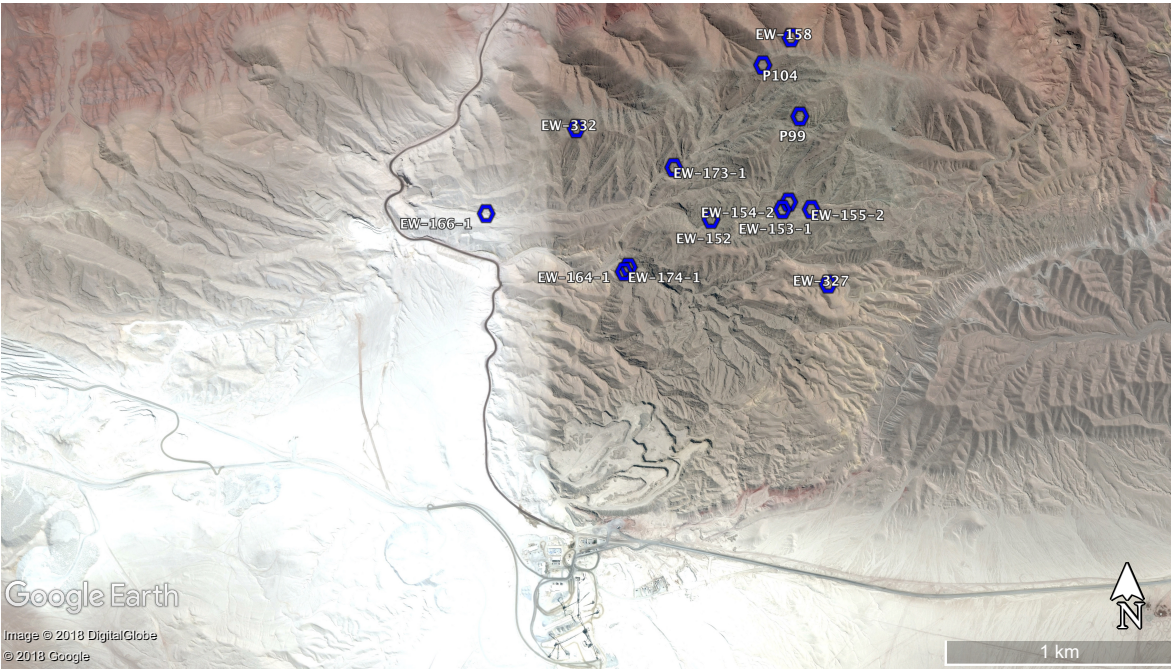 EW-158
P104
EW-332
P99
EW-173-1
EW-154-2
EW-155-2
EW-166-1
EW-153-1
EW-152
EW-164-1
EW-174-1
EW-327
Google Earth
N
Image © 2018 DigitalGlobe
© 2018 Google
1 km